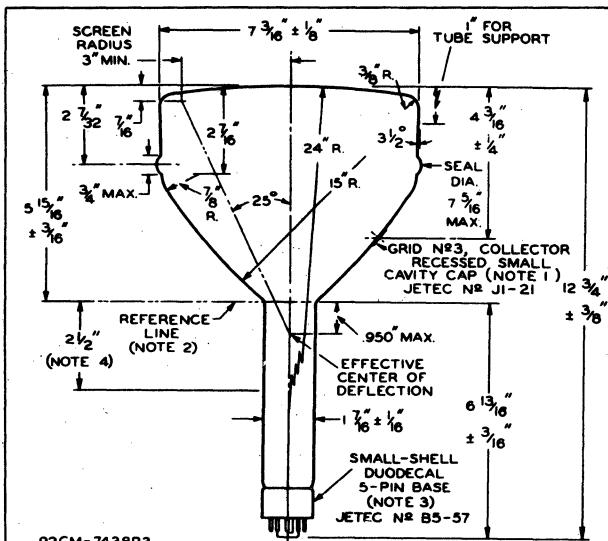 SCREEN
RADIUS
3" MIN.
7 3/16" ± 1/8"
1" FOR
TUBE SUPPORT
3/8" R.
2 7/32"
7/16"
2 7/16"
24" R.
3 1/2°
4 3/16"
± 1/4"
SEAL
DIA.
7 5/16"
MAX.
3/4" MAX.
7/8"
R.
25°
15" R.
5 15/16"
± 3/16"
GRID Nº3, COLLECTOR
RECESSED SMALL
CAVITY CAP (NOTE 1)
JETEC Nº J1-21
12 3/4"
± 3/8"
REFERENCE
LINE
(NOTE 2)
.950" MAX.
2 1/2"
(NOTE 4)
EFFECTIVE
CENTER OF
DEFLECTION
1 7/16" ± 1/16"
6 13/16"
± 3/16"
SMALL-SHELL
DUODECAL
5-PIN BASE
(NOTE 3)
JETEC Nº B5-57
92CM-7438R3